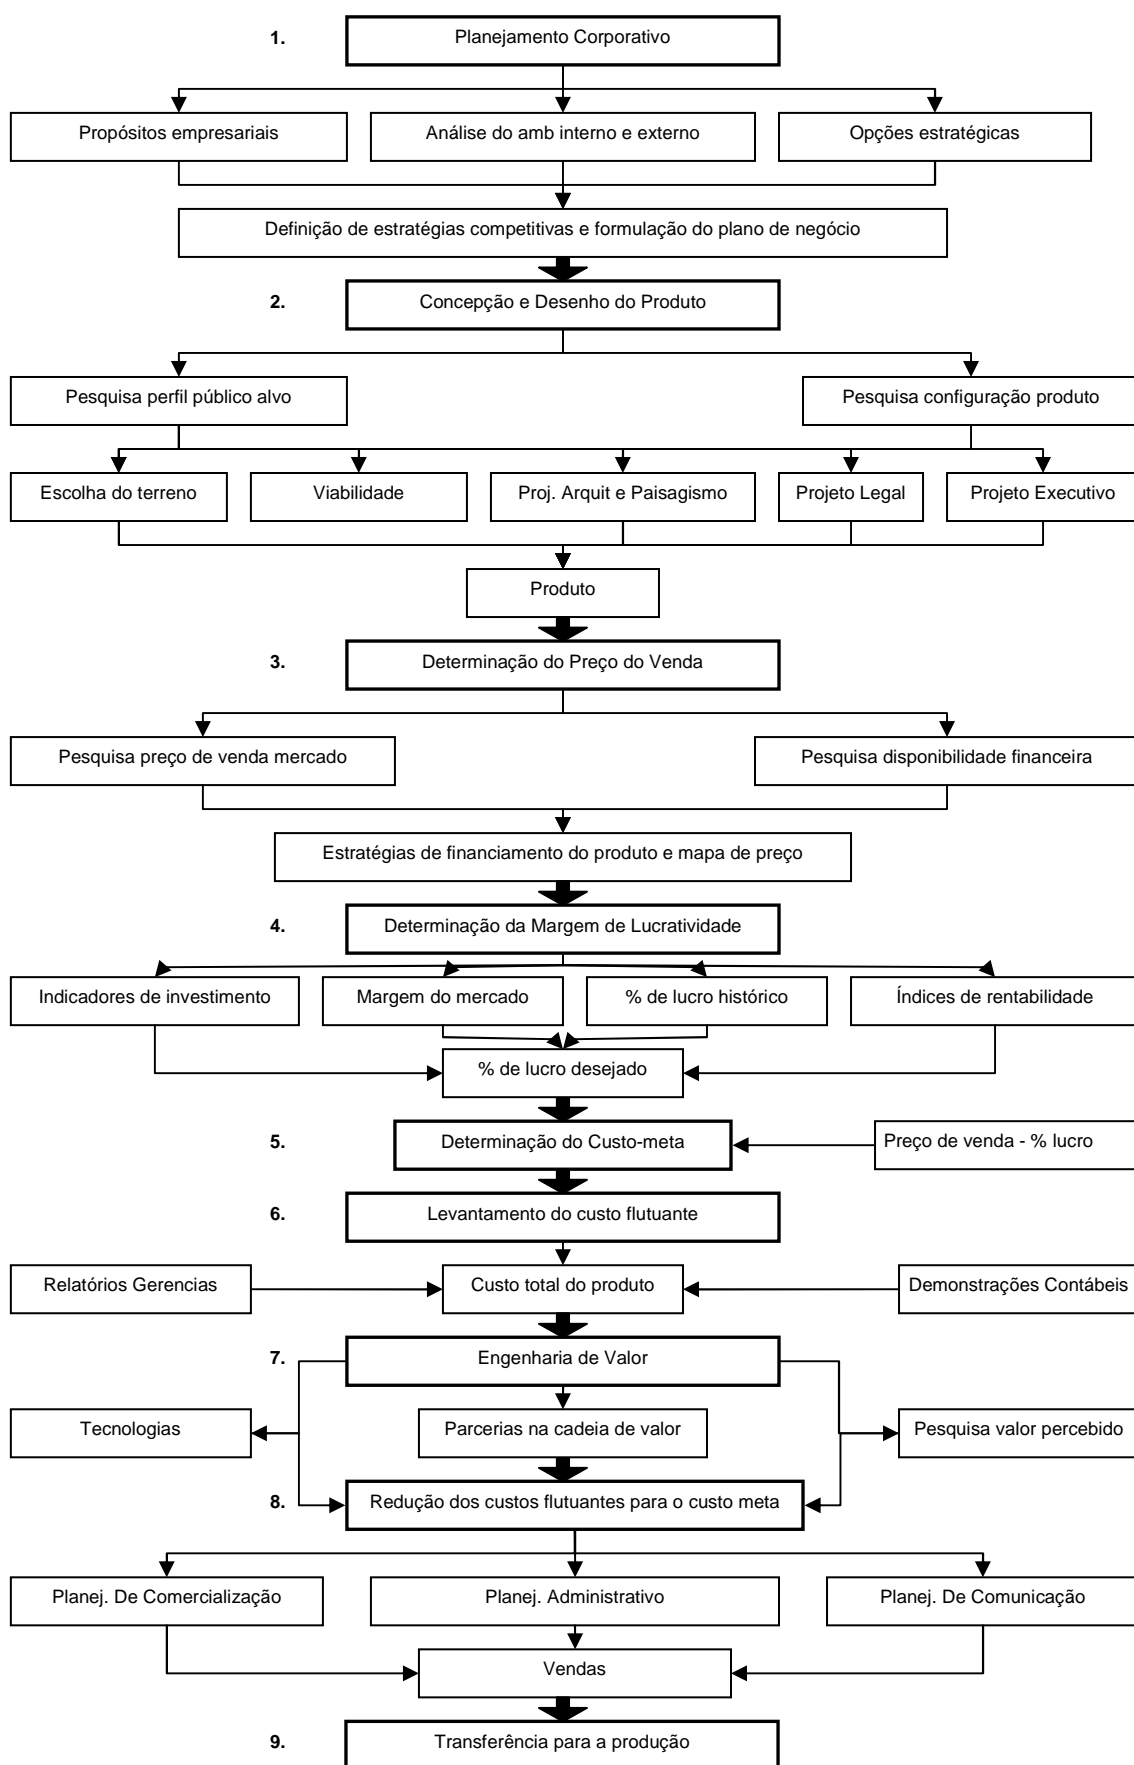 1. Planejamento Corporativo
Propósitos empresariais
Análise do amb interno e externo
Opções estratégicas
Definição de estratégias competitivas e formulação do plano de negócio
2. Concepção e Desenho do Produto
Pesquisa perfil público alvo
Pesquisa configuração produto
Escolha do terreno
Viabilidade
Proj. Arquit e Paisagismo
Projeto Legal
Projeto Executivo
Produto
3. Determinação do Preço do Venda
Pesquisa preço de venda mercado
Pesquisa disponibilidade financeira
Estratégias de financiamento do produto e mapa de preço
4. Determinação da Margem de Lucratividade
Indicadores de investimento
Margem do mercado
% de lucro histórico
Índices de rentabilidade
% de lucro desejado
5. Determinação do Custo-meta
Preço de venda - % lucro
6. Levantamento do custo flutuante
Relatórios Gerencias
Custo total do produto
Demonstrações Contábeis
7. Engenharia de Valor
Tecnologias
Parcerias na cadeia de valor
Pesquisa valor percebido
8. Redução dos custos flutuantes para o custo meta
Planej. De Comercialização
Planej. Administrativo
Planej. De Comunicação
Vendas
9. Transferência para a produção